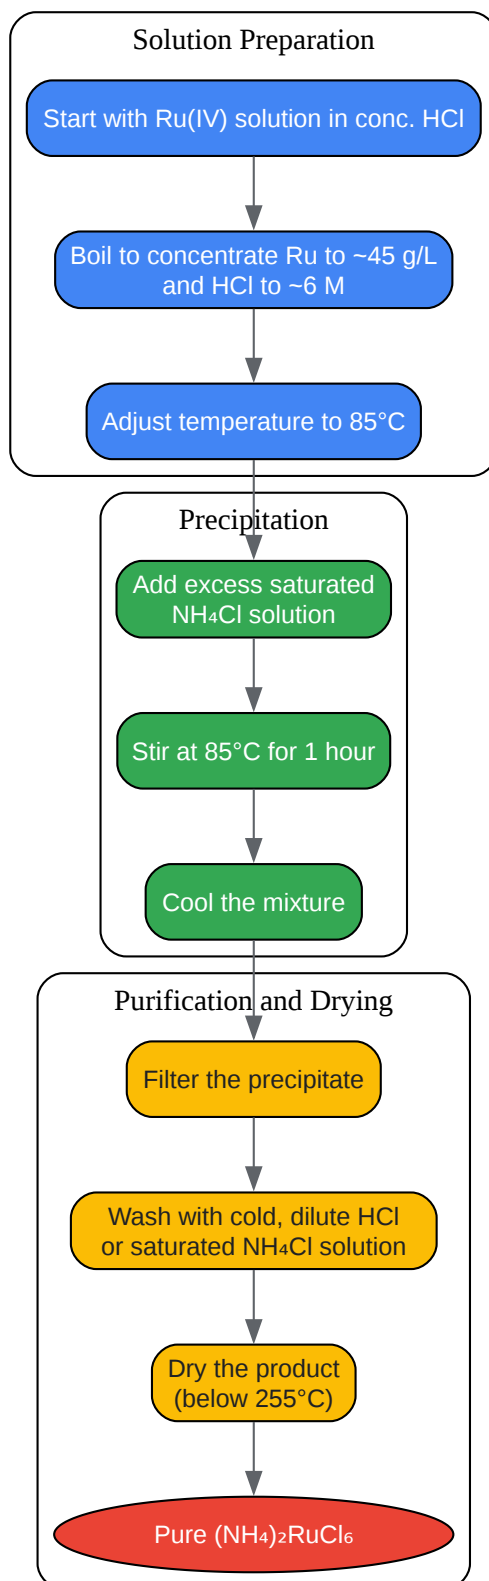 Solution Preparation
Start with Ru(IV) solution in conc. HCl
Boil to concentrate Ru to ~45 g/L
and HCl to ~6 M
Adjust temperature to 85°C
Precipitation
Add excess saturated
NH₄Cl solution
Stir at 85°C for 1 hour
Cool the mixture
Purification and Drying
Filter the precipitate
Wash with cold, dilute HCl
or saturated NH₄Cl solution
Dry the product
(below 255°C)
Pure (NH₄)₂RuCl₆